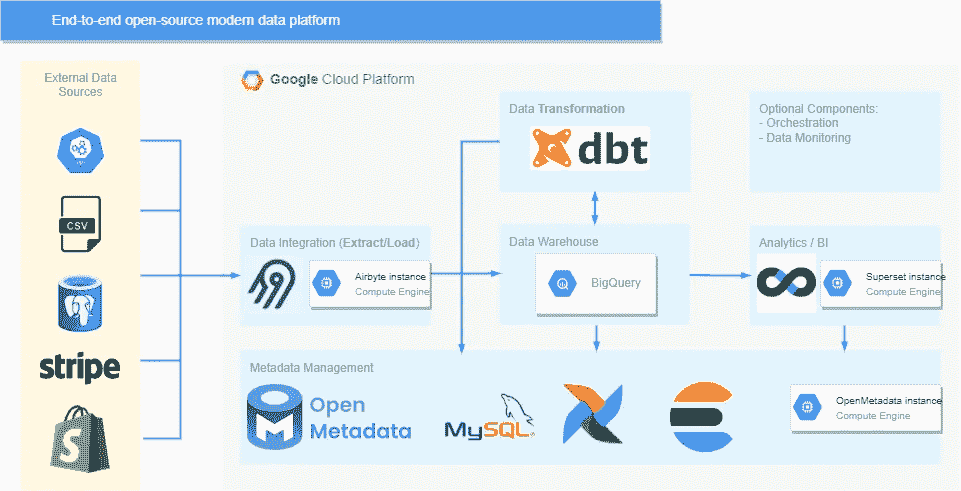 End-to-end open-source modern data platform
External Data
Sources
CSV
stripe
S
Google Cloud Platform
Data Transformation
dbt
Optional Components:
- Orchestration
- Data Monitoring
Data Integration (Extract/Load)
Airbyte instance
Compute Engine
Data Warehouse
BigQuery
Analytics / BI
Superset instance
Compute Engine
Metadata Management
Open
Metadata
MySQL
OpenMetadata instance
Compute Engine